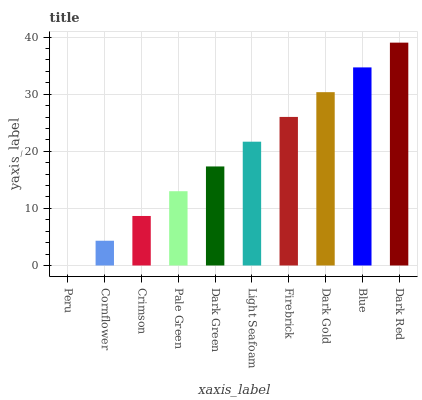 title
yaxis_label
40
30
20
10
0
Peru
Cornflower
Crimson
Pale Green
Dark Green
Light Seafoam
Firebrick
Dark Gold
Blue
Dark Red
xaxis_label